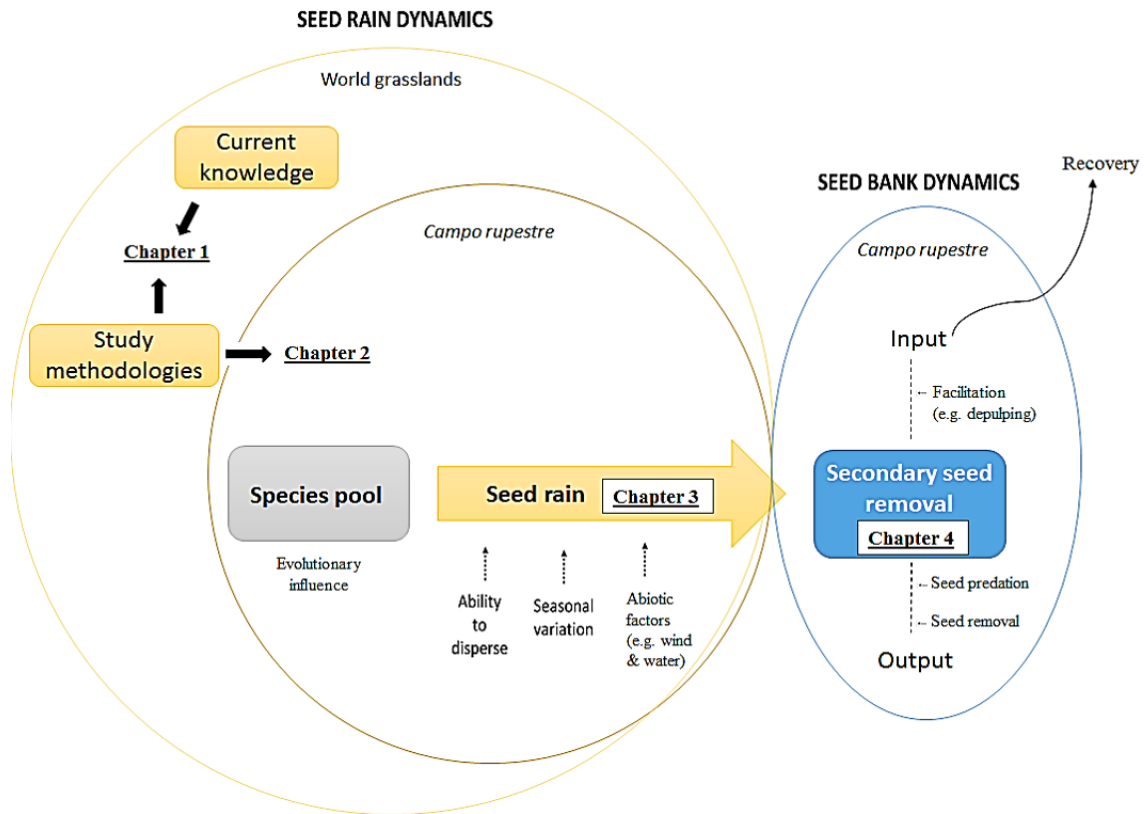 SEED RAIN DYNAMICS
World grasslands
Current
knowledge
Chapter 1
Study
methodologies
Chapter 2
Campo rupestre
Species pool
Evolutionary
influence
Seed rain
Chapter 3
Ability
to
disperse
Seasonal
variation
Abiotic
factors
(e.g. wind
& water)
SEED BANK DYNAMICS
Recovery
Campo rupestre
Input
Facilitation
(e.g. depulping)
Secondary seed
removal
Chapter 4
Seed predation
Seed removal
Output